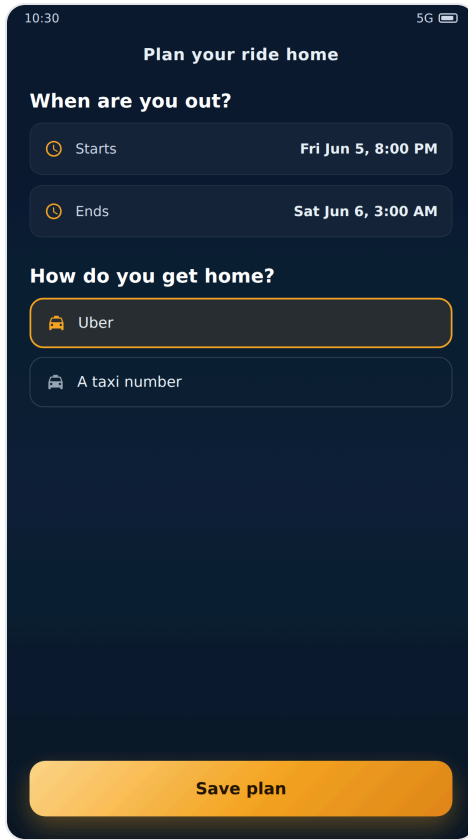 10:30 5G
Plan your ride home
When are you out?
Starts Fri Jun 5, 8:00 PM
Ends Sat Jun 6, 3:00 AM
How do you get home?
Uber
A taxi number
Save plan